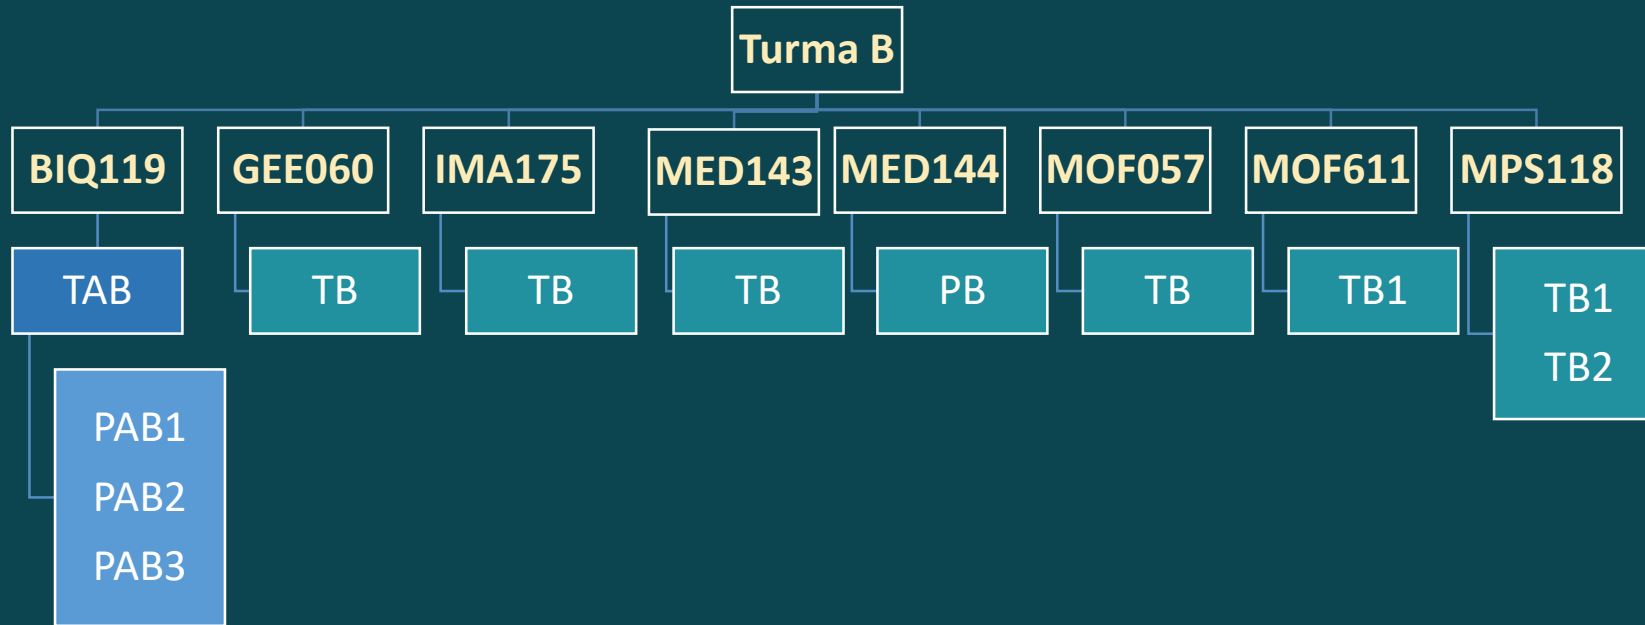 Turma B
BIQ119
GEE060
IMA175
MED143
MED144
MOF057
MOF611
MPS118
TAB
TB
TB
TB
PB
TB
TB1
TB1
TB2
PAB1
PAB2
PAB3